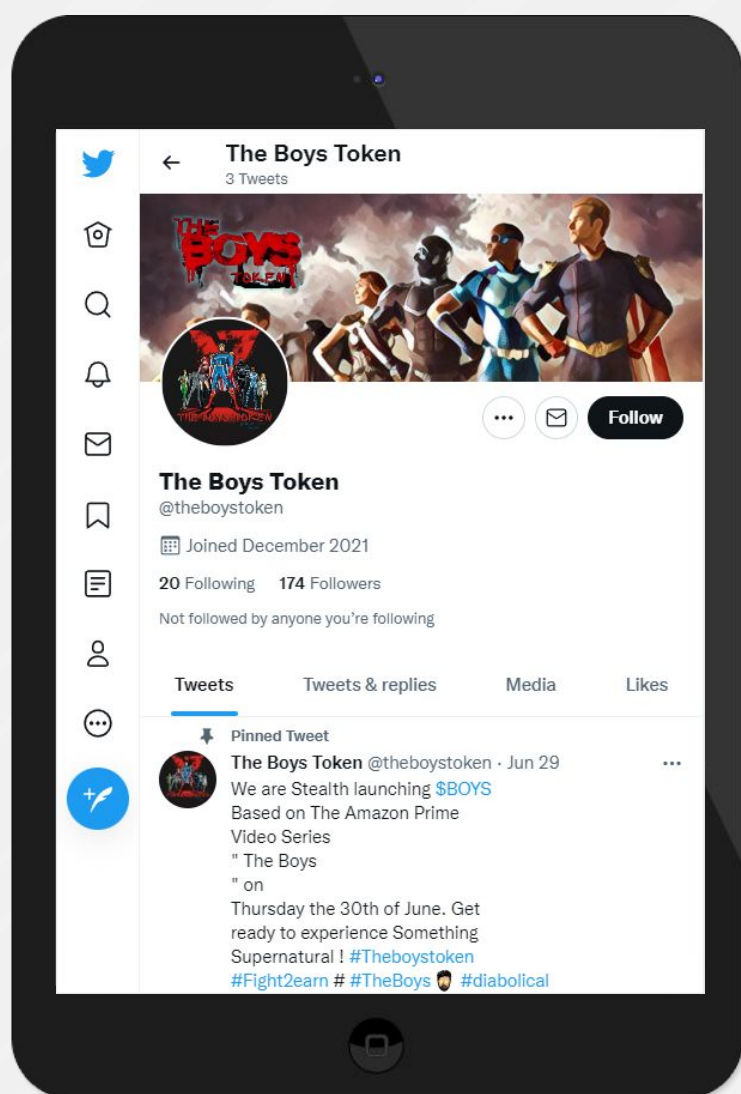 The Boys Token
3 Tweets
THE
BOYS
TOKEN
THE BOYS TOKEN
Follow
The Boys Token
@theboystoken
Joined December 2021
20 Following 174 Followers
Not followed by anyone you're following
Tweets Tweets & replies Media Likes
Pinned Tweet
The Boys Token @theboystoken · Jun 29
We are Stealth launching $BOYS
Based on The Amazon Prime
Video Series
" The Boys
" on
Thursday the 30th of June. Get
ready to experience Something
Supernatural ! #Theboystoken
#Fight2earn # #TheBoys 🧔🏻 #diabolical